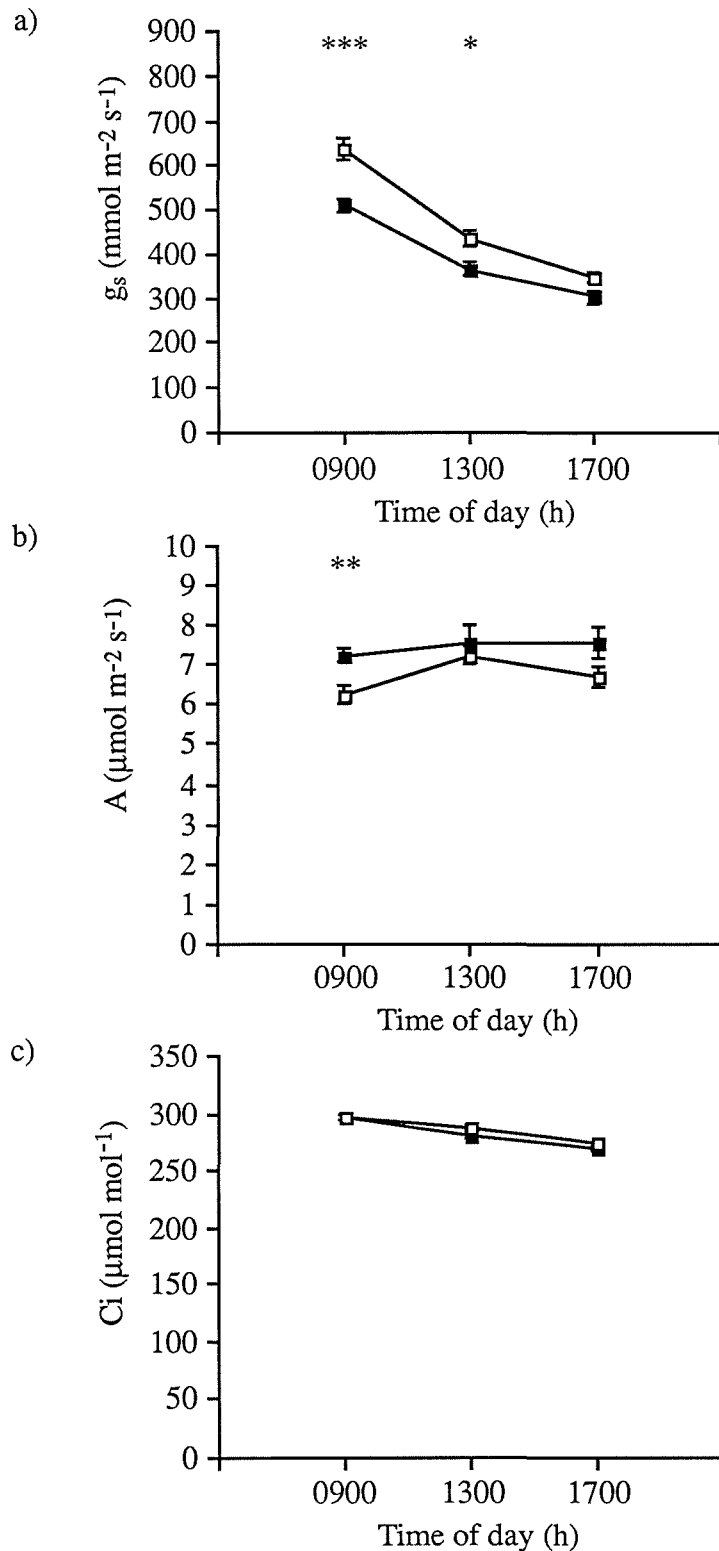 a)
900
800
700
600
500
400
300
200
100
0
gs (mmol m-2 s-1)
*** *
0900 1300 1700
Time of day (h)
b)
10
9
8
7
6
5
4
3
2
1
0
A (μmol m-2 s-1)
**
0900 1300 1700
Time of day (h)
c)
350
300
250
200
150
100
50
0
Ci (μmol mol-1)
0900 1300 1700
Time of day (h)